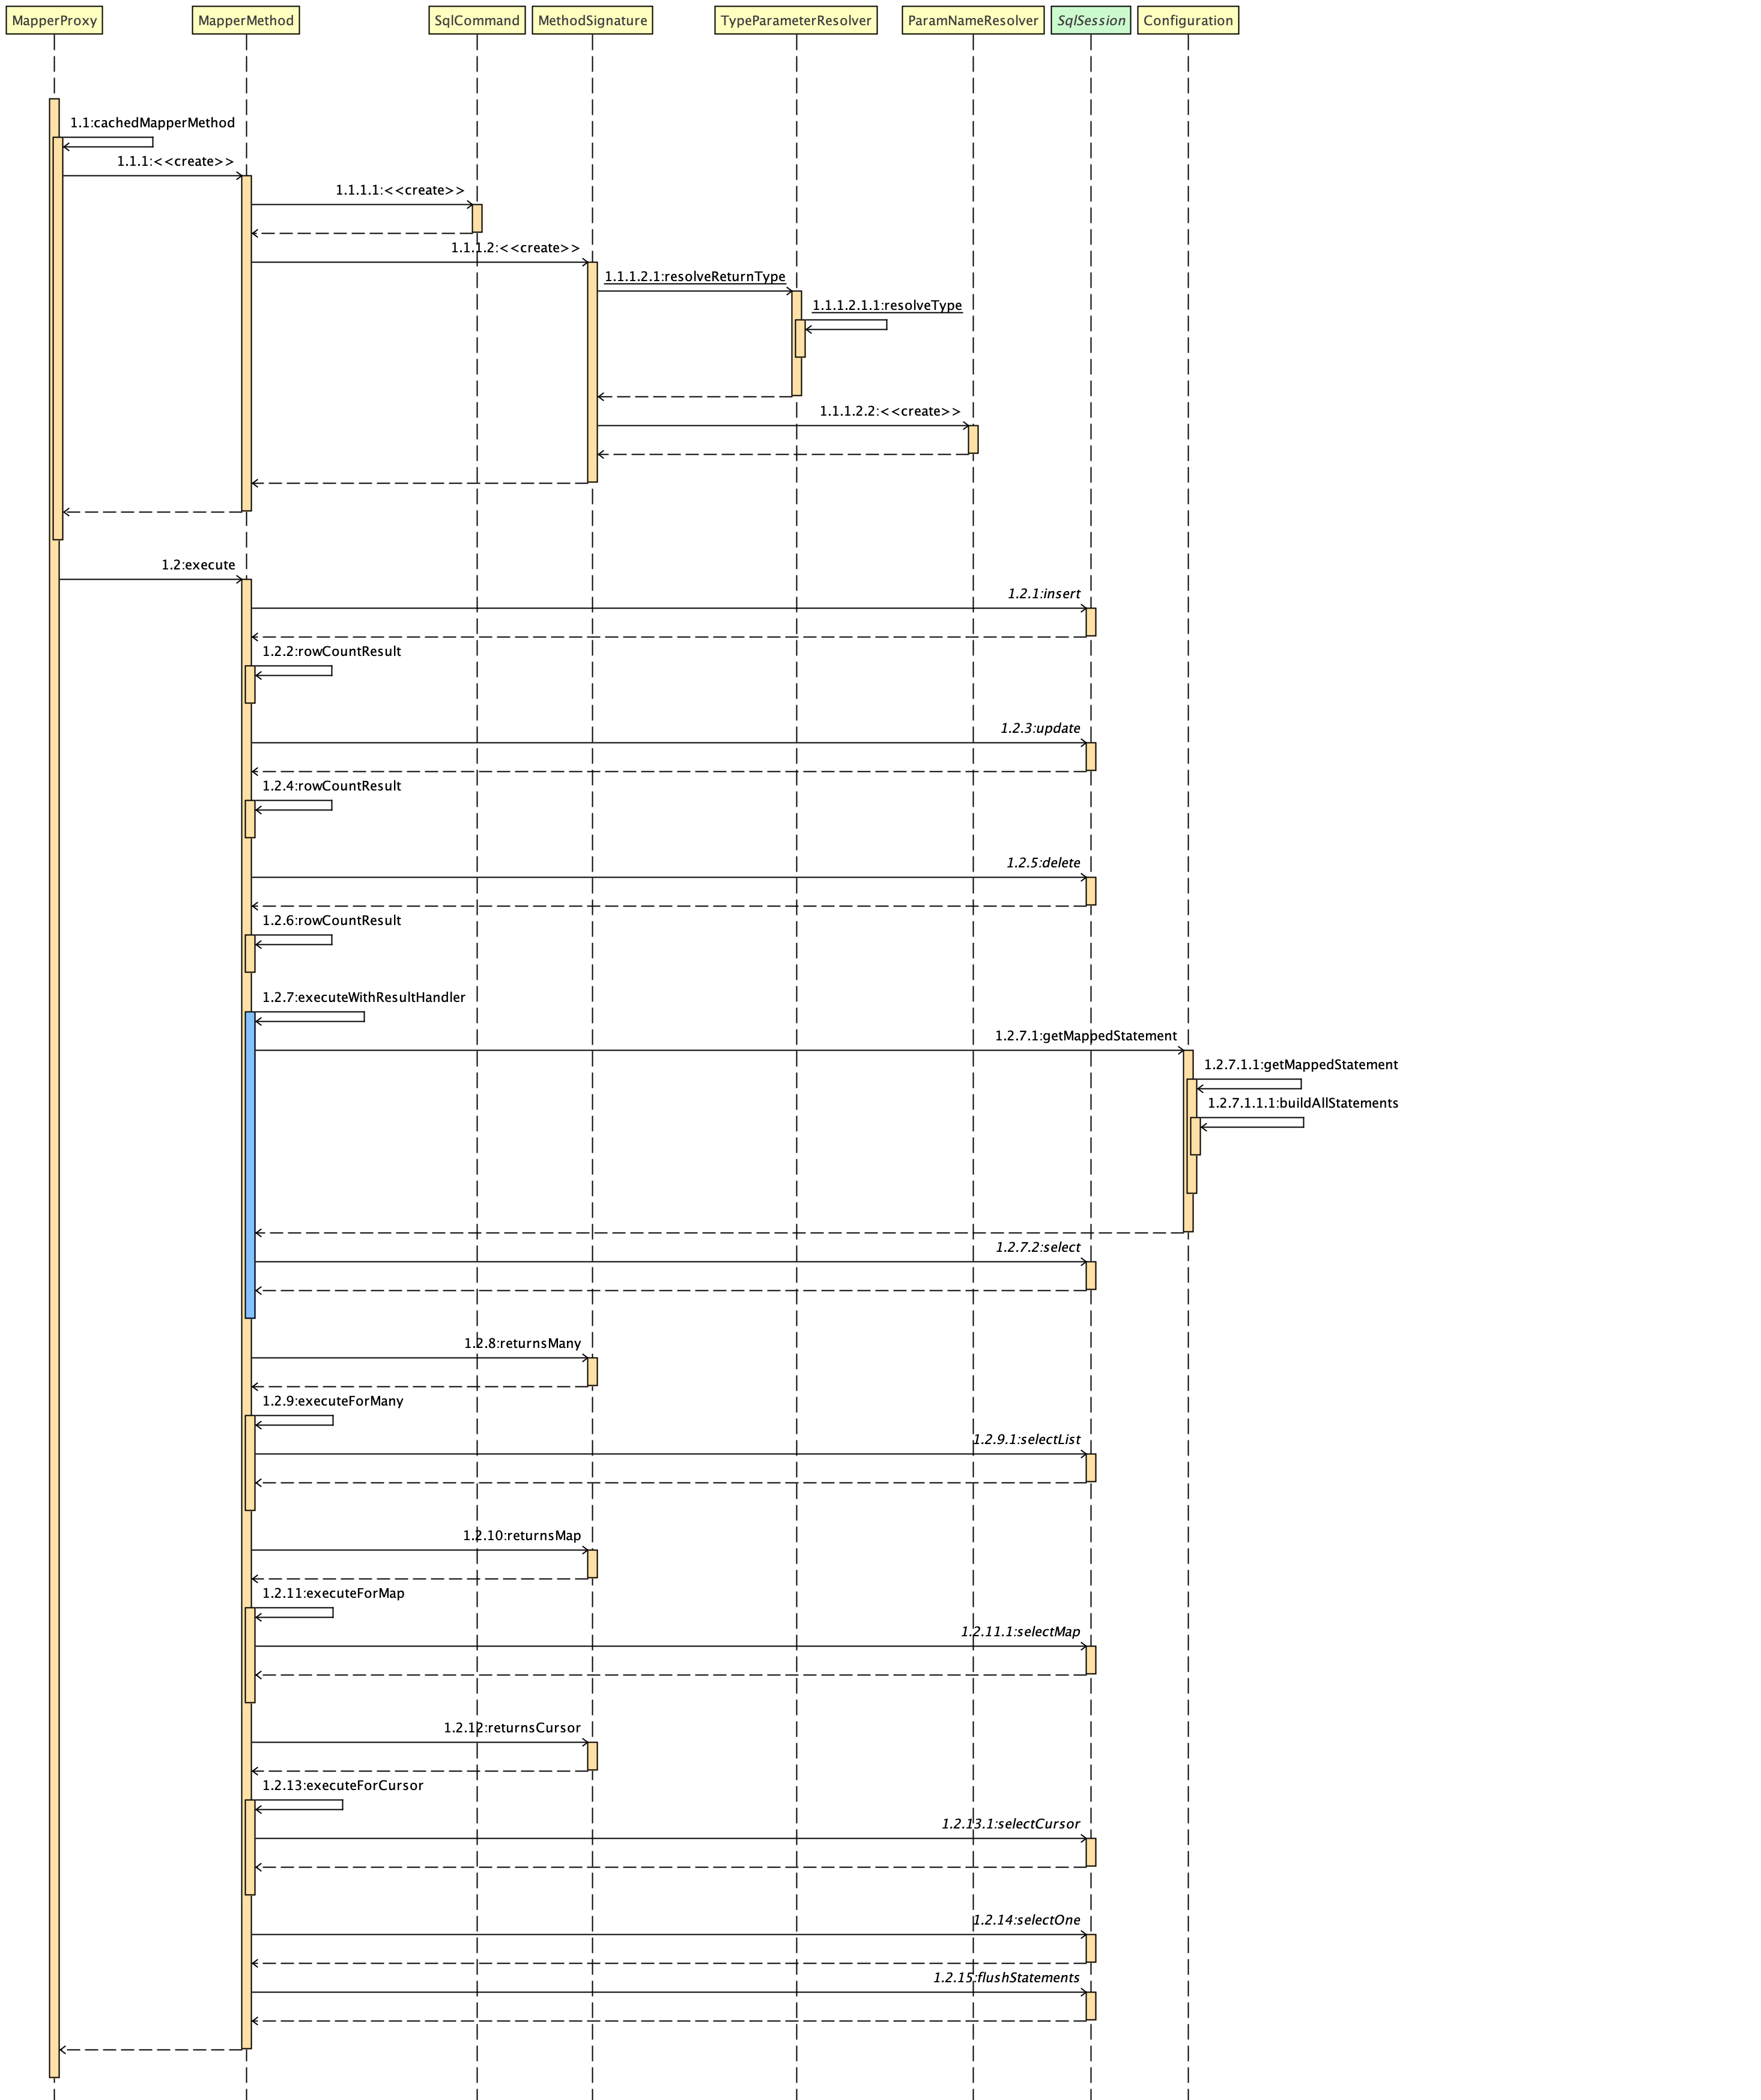 MapperProxy
MapperMethod
SqlCommand
MethodSignature
TypeParameterResolver
ParamNameResolver
SqlSession
Configuration
1.1:cachedMapperMethod
1.1.1:<<create>>
1.1.1.1:<<create>>
1.1.1.2:<<create>>
1.1.1.2.1:resolveReturnType
1.1.1.2.1.1:resolveType
1.1.1.2.2:<<create>>
1.2:execute
1.2.1:insert
1.2.2:rowCountResult
1.2.3:update
1.2.4:rowCountResult
1.2.5:delete
1.2.6:rowCountResult
1.2.7:executeWithResultHandler
1.2.7.1:getMappedStatement
1.2.7.1.1:getMappedStatement
1.2.7.1.1.1:buildAllStatements
1.2.7.2:select
1.2.8:returnsMany
1.2.9:executeForMany
1.2.9.1:selectList
1.2.10:returnsMap
1.2.11:executeForMap
1.2.11.1:selectMap
1.2.12:returnsCursor
1.2.13:executeForCursor
1.2.13.1:selectCursor
1.2.14:selectOne
1.2.15:flushStatements